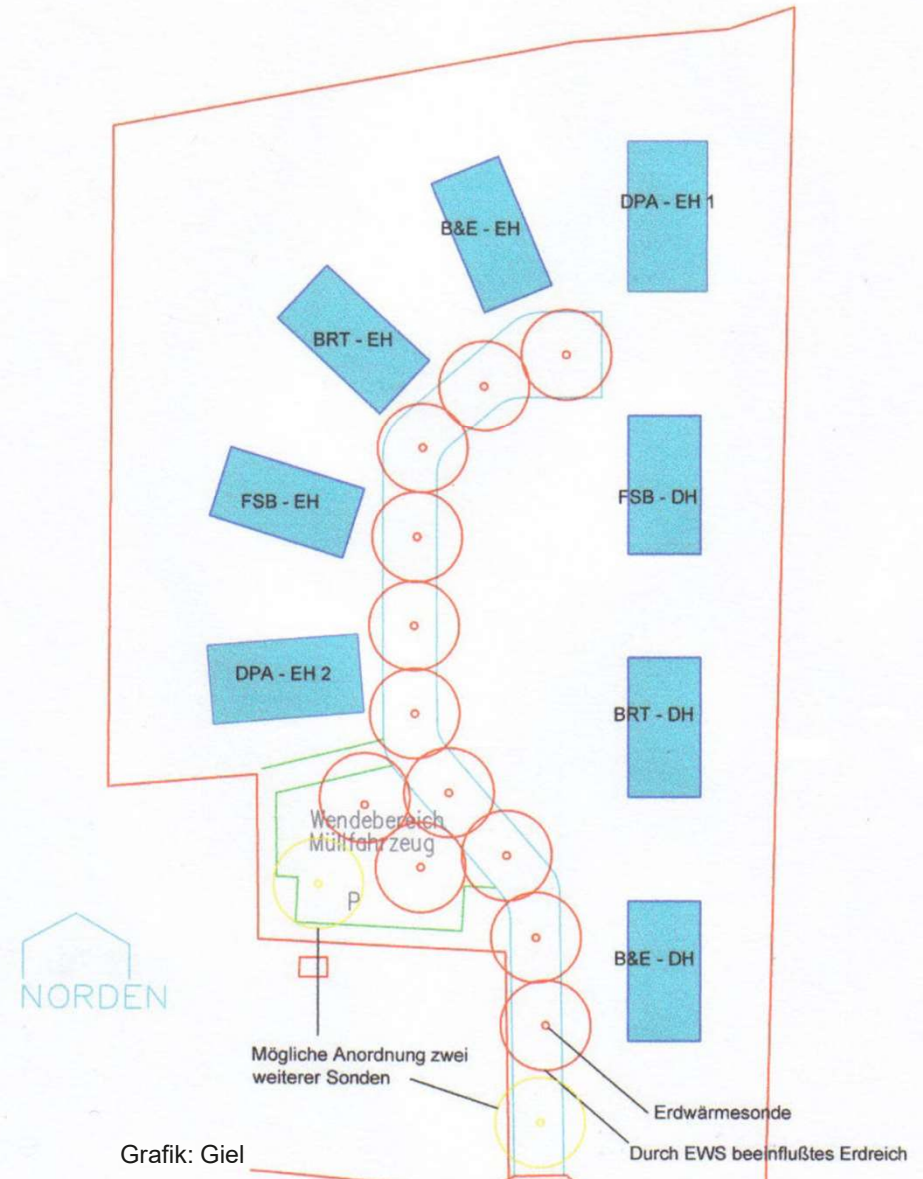 DPA - EH 1
B&E - EH
BRT - EH
FSB - EH
FSB - DH
DPA - EH 2
BRT - DH
Wendebereich
Müllfahrzeug
P
B&E - DH
NORDEN
Mögliche Anordnung zwei
weiterer Sonden
Erdwärmesonde
Durch EWS beeinflußtes Erdreich
Grafik: Giel